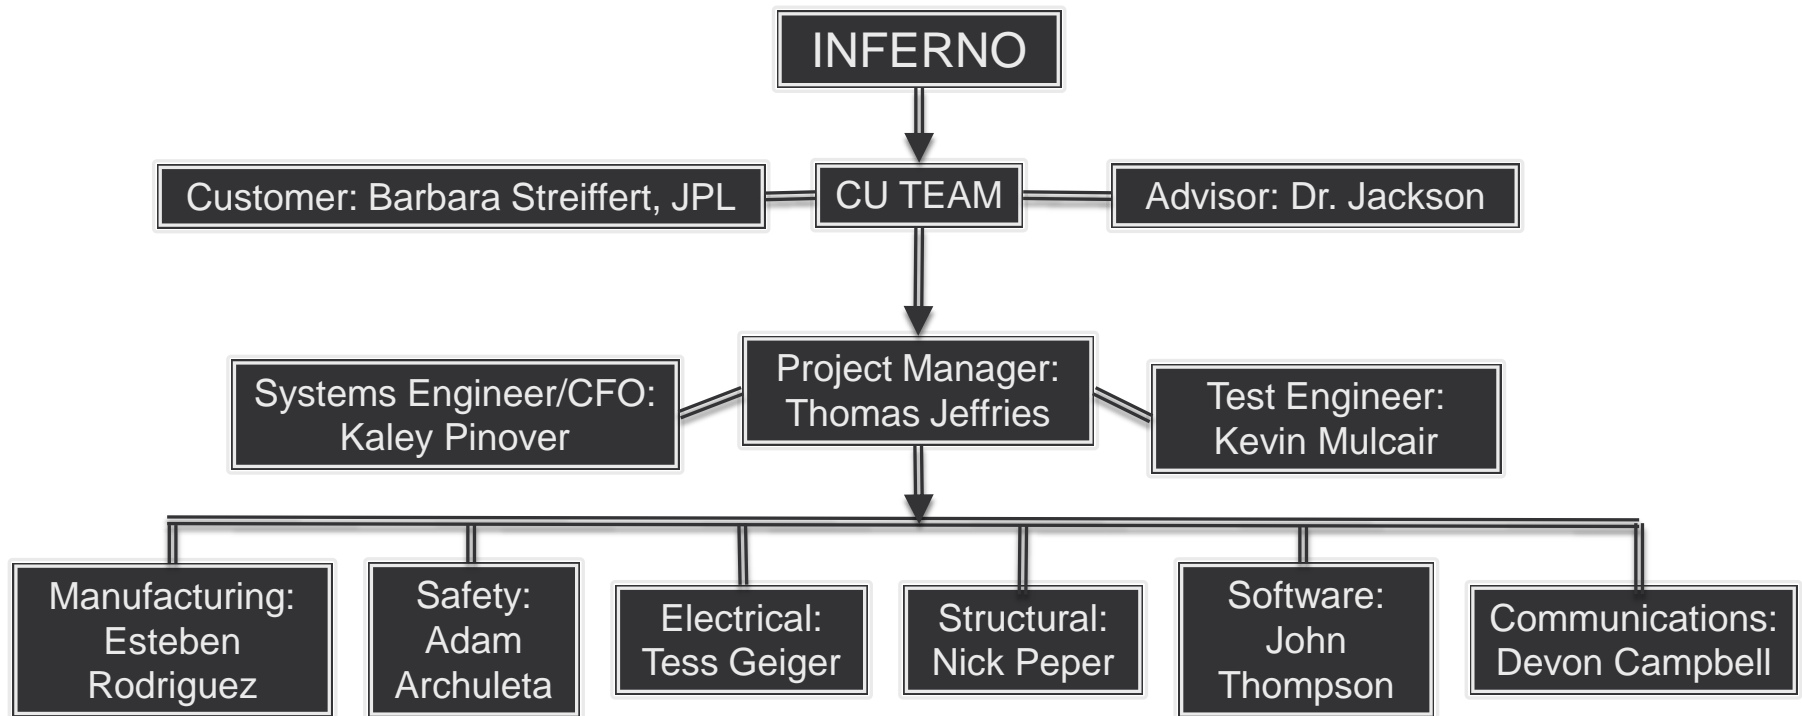 INFERNO
Customer: Barbara Streiffert, JPL
CU TEAM
Advisor: Dr. Jackson
Systems Engineer/CFO:
Kaley Pinover
Project Manager:
Thomas Jeffries
Test Engineer:
Kevin Mulcair
Manufacturing:
Esteben
Rodriguez
Safety:
Adam
Archuleta
Electrical:
Tess Geiger
Structural:
Nick Peper
Software:
John
Thompson
Communications:
Devon Campbell